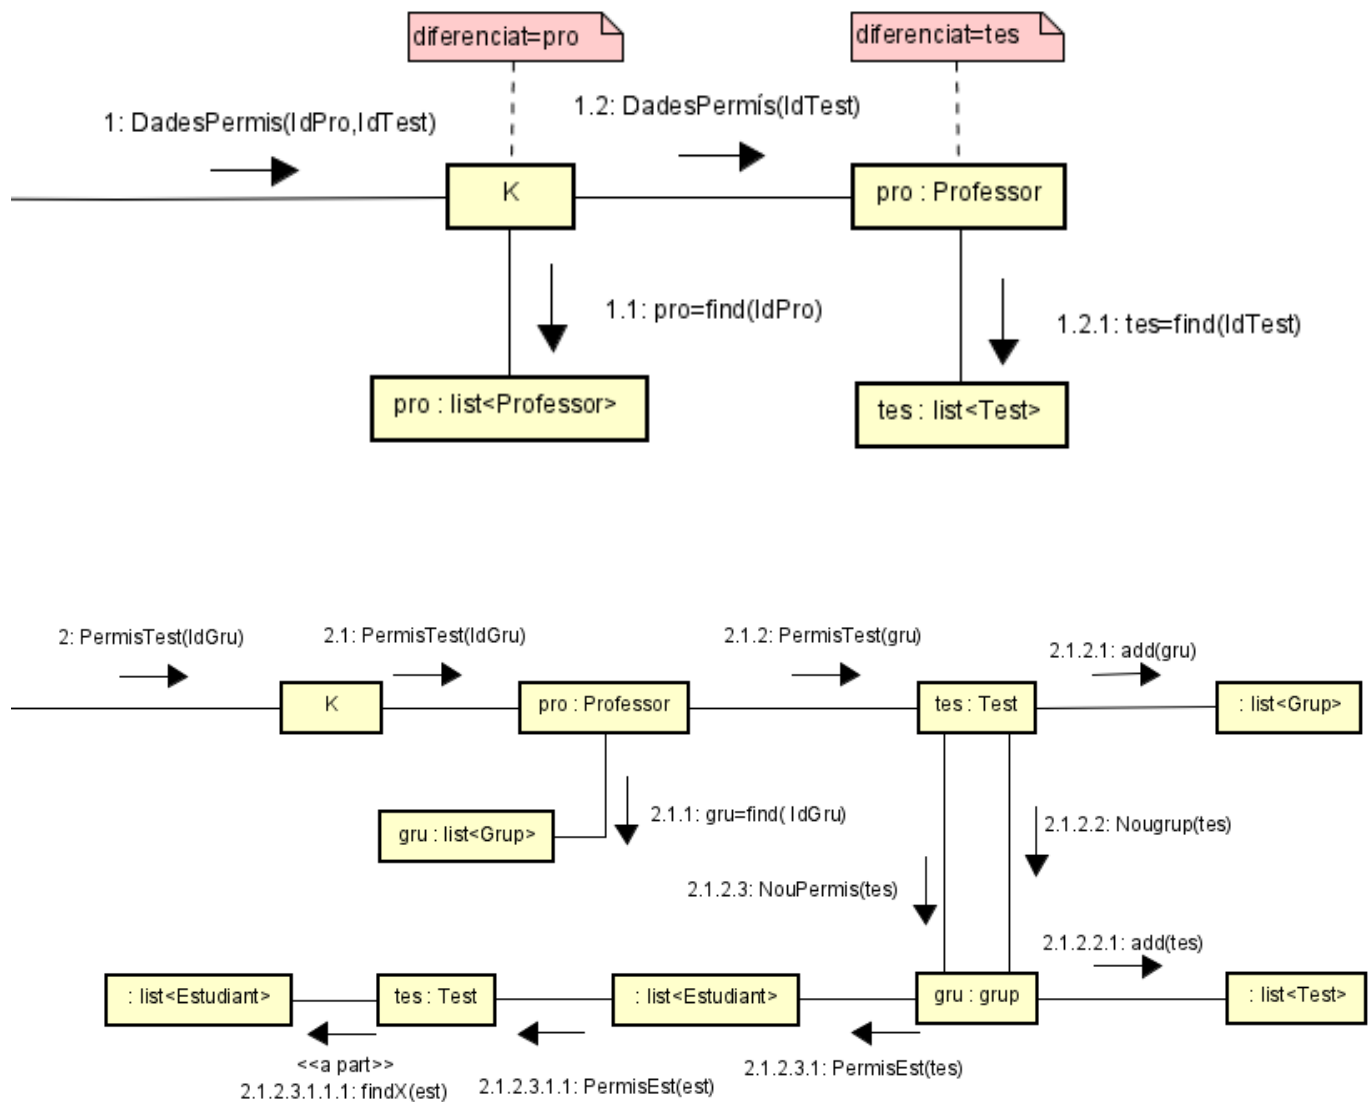 diferenciat=pro
diferenciat=tes
1: DadesPermis(IdPro,IdTest)
1.2: DadesPermís(IdTest)
K
pro : Professor
1.1: pro=find(IdPro)
1.2.1: tes=find(IdTest)
pro : list<Professor>
tes : list<Test>
2: PermisTest(IdGru)
2.1: PermisTest(IdGru)
2.1.2: PermisTest(gru)
2.1.2.1: add(gru)
K
pro : Professor
tes : Test
: list<Grup>
gru : list<Grup>
2.1.1: gru=find( IdGru)
2.1.2.2: Nougrup(tes)
2.1.2.3: NouPermis(tes)
2.1.2.2.1: add(tes)
: list<Estudiant>
tes : Test
: list<Estudiant>
gru : grup
: list<Test>
<<a part>>
2.1.2.3.1.1.1: findX(est)
2.1.2.3.1.1: PermisEst(est)
2.1.2.3.1: PermisEst(tes)